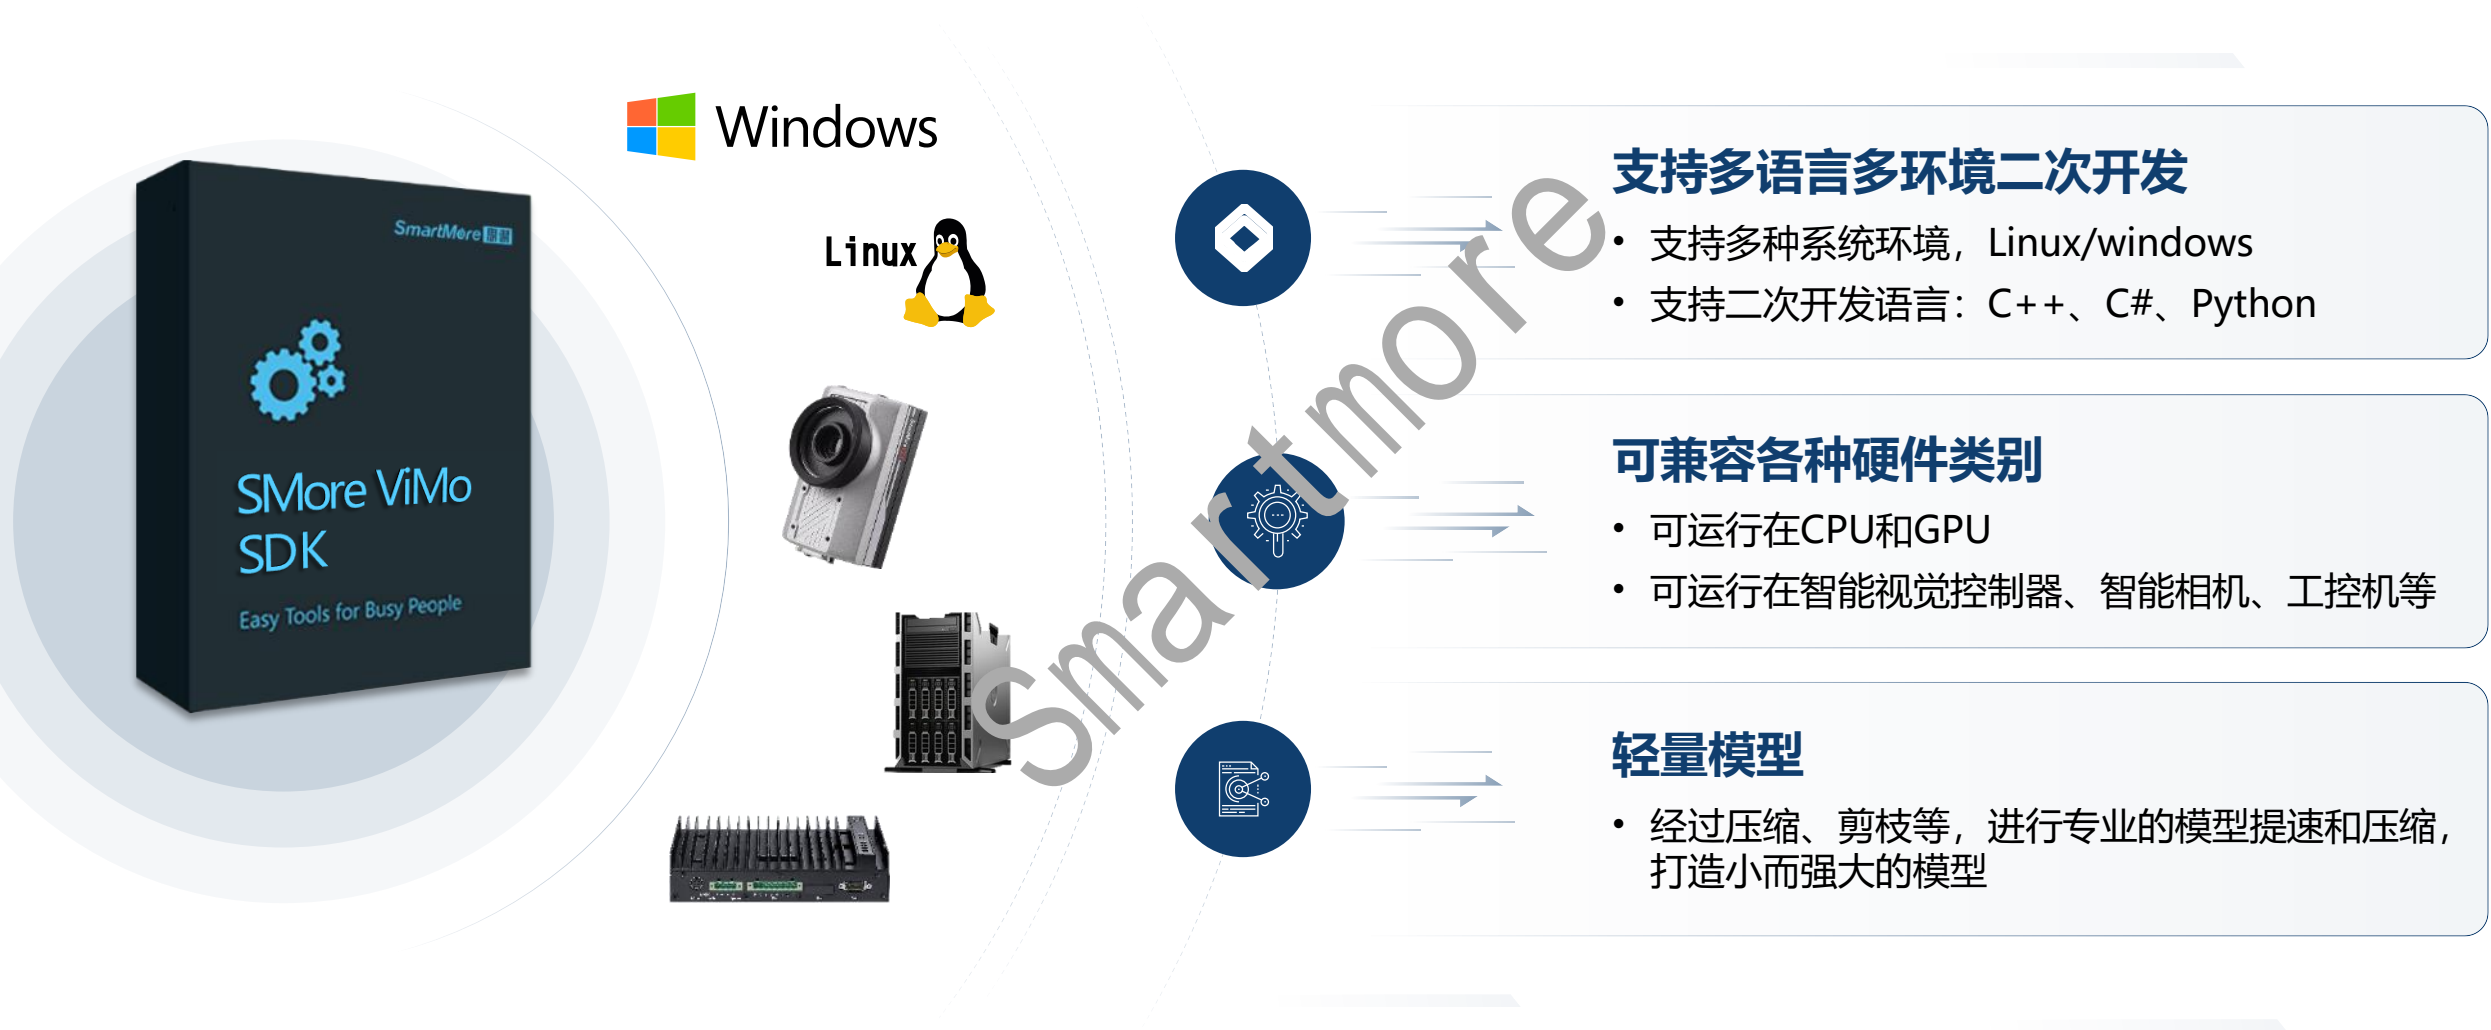 SmartMore 思谋
SMore ViMo
SDK
Easy Tools for Busy People
Windows
Linux
支持多语言多环境二次开发
• 支持多种系统环境，Linux/windows
• 支持二次开发语言：C++、C#、Python
可兼容各种硬件类别
• 可运行在CPU和GPU
• 可运行在智能视觉控制器、智能相机、工控机等
轻量模型
• 经过压缩、剪枝等，进行专业的模型提速和压缩，
打造小而强大的模型
Smartmore